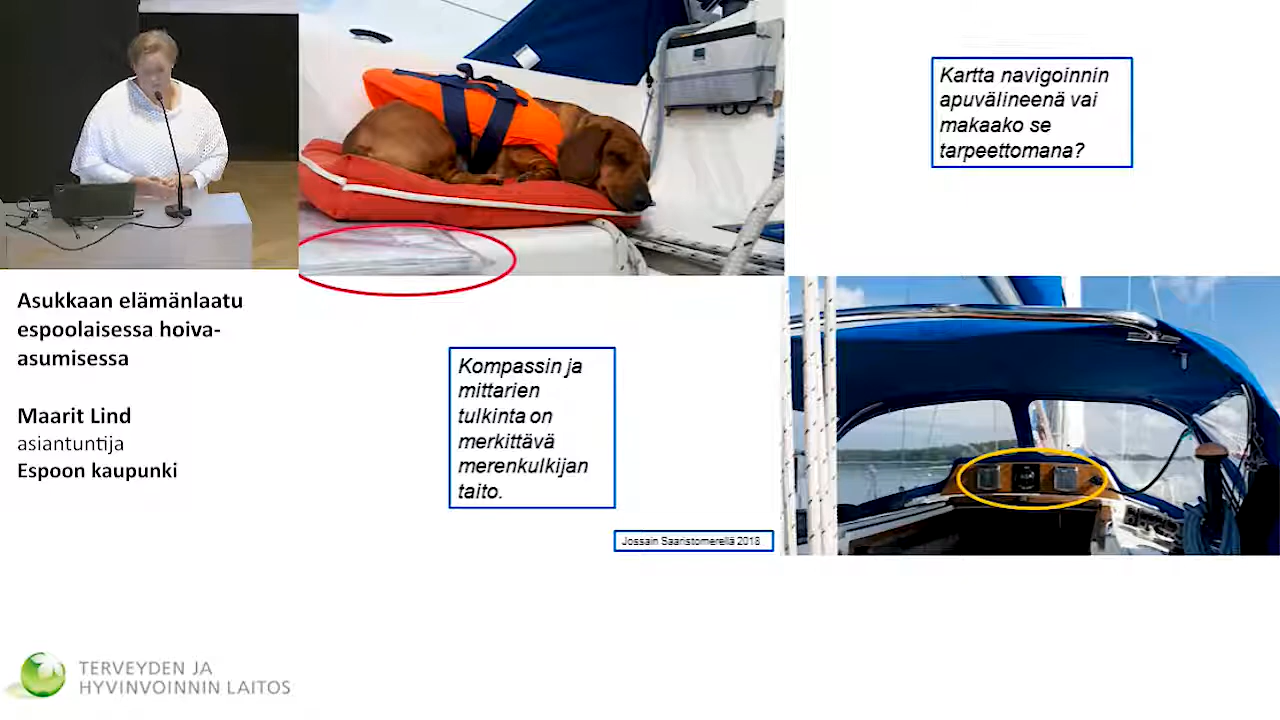 Kartta navigoinnin
apuvälineenä vai
makaako se
tarpeettomana?
Asukkaan elämänlaatu
espoolaisessa hoiva-
asumisessa
Maarit Lind
asiantuntija
Espoon kaupunki
Kompassin ja
mittarien
tulkinta on
merkittävä
merenkulkijan
taito.
Jossain Saaristomerellä 2018
TERVEYDEN JA
HYVINVOINNIN LAITOS